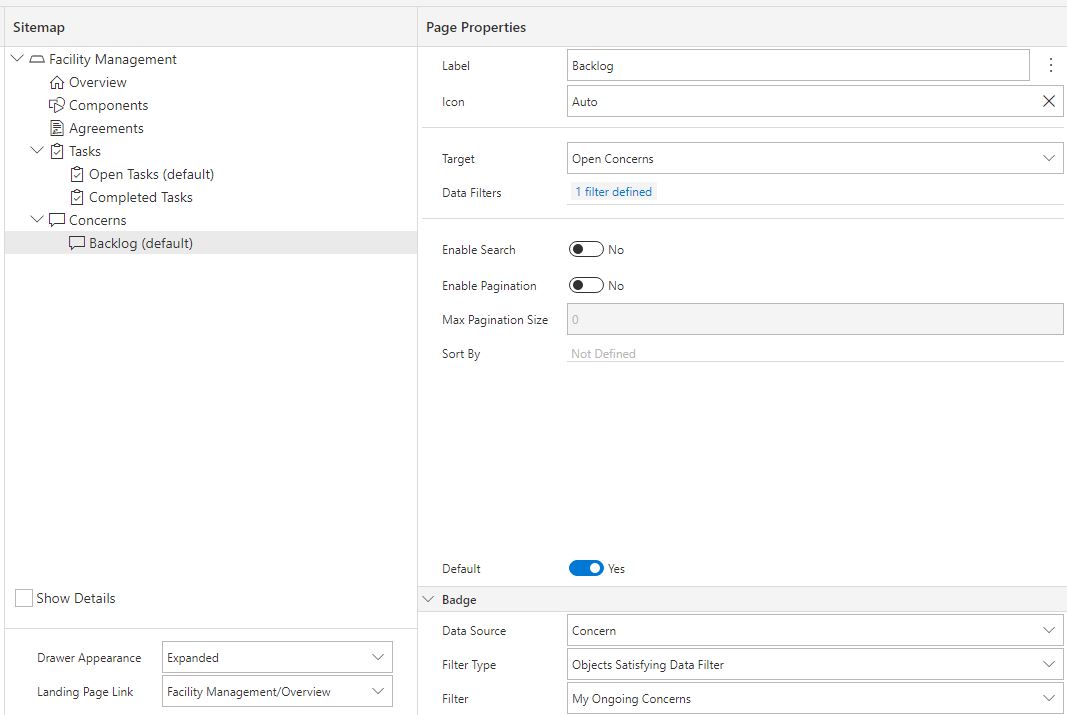 Sitemap
Facility Management
Overview
Components
Agreements
Tasks
Open Tasks (default)
Completed Tasks
Concerns
Backlog (default)
Show Details
Drawer Appearance Expanded
Landing Page Link Facility Management/Overview
Page Properties
Label Backlog
Icon Auto
Target Open Concerns
Data Filters 1 filter defined
Enable Search No
Enable Pagination No
Max Pagination Size 0
Sort By Not Defined
Default Yes
Badge
Data Source Concern
Filter Type Objects Satisfying Data Filter
Filter My Ongoing Concerns